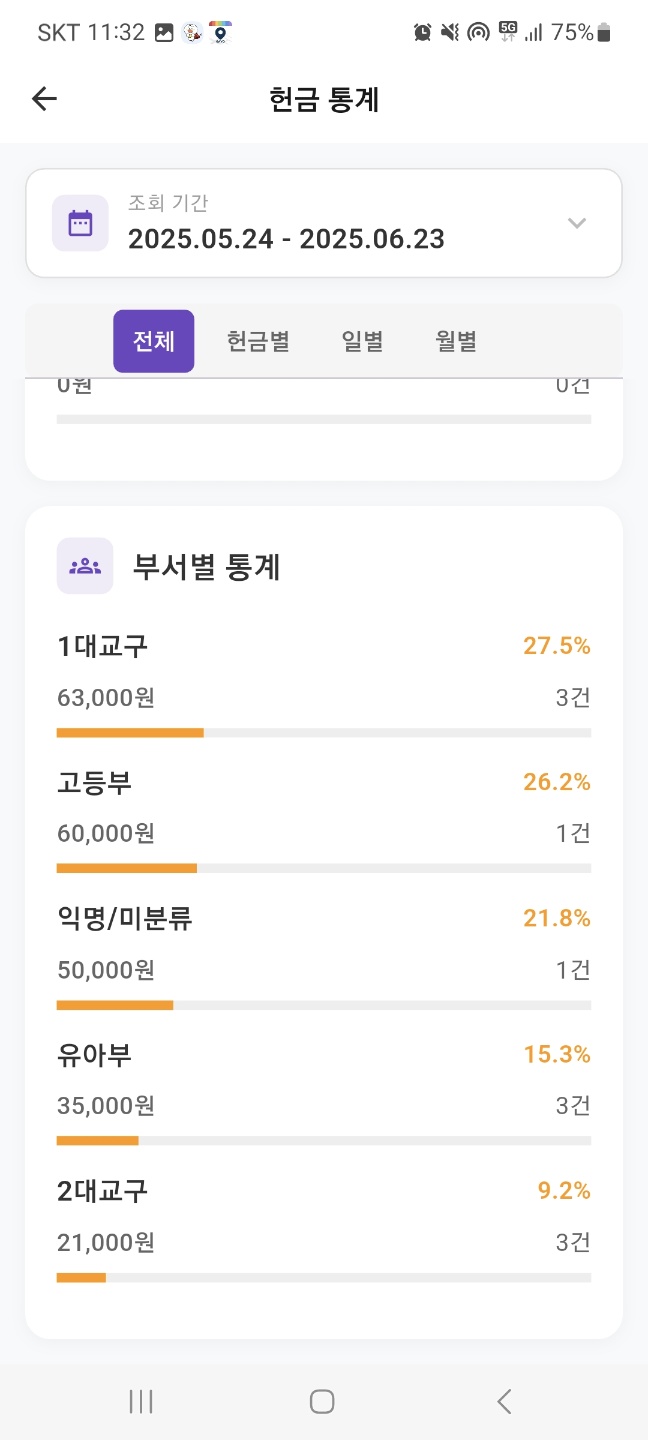 SKT 11:32 5G 75%
헌금 통계
조회 기간
2025.05.24 - 2025.06.23
전체 헌금별 일별 월별
0원 0건
부서별 통계
1대교구 27.5%
63,000원 3건
고등부 26.2%
60,000원 1건
익명/미분류 21.8%
50,000원 1건
유아부 15.3%
35,000원 3건
2대교구 9.2%
21,000원 3건